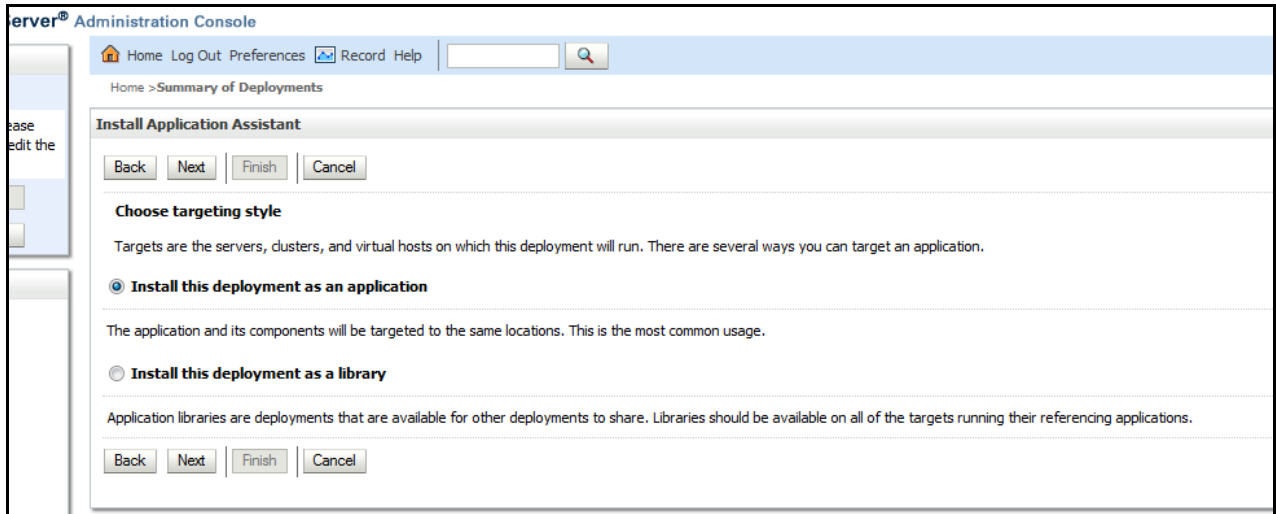 Server® Administration Console
Home Log Out Preferences Record Help
Home >Summary of Deployments
ease
edit the
Install Application Assistant
Back Next Finish Cancel
Choose targeting style
Targets are the servers, clusters, and virtual hosts on which this deployment will run. There are several ways you can target an application.
Install this deployment as an application
The application and its components will be targeted to the same locations. This is the most common usage.
Install this deployment as a library
Application libraries are deployments that are available for other deployments to share. Libraries should be available on all of the targets running their referencing applications.
Back Next Finish Cancel